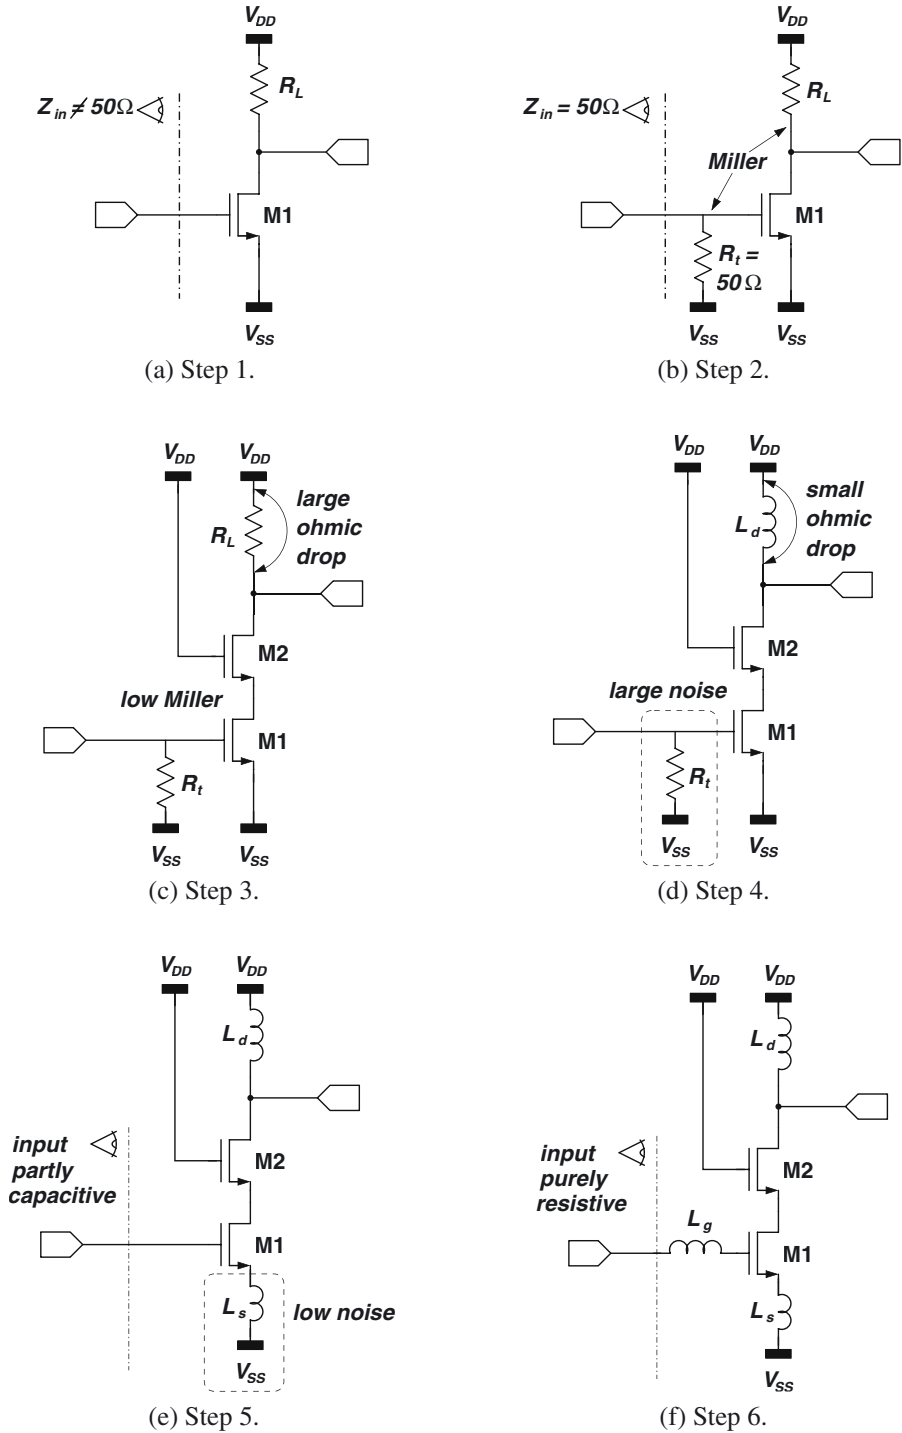 V_DD
R_L
Z_in ≠ 50Ω
M1
V_SS
(a) Step 1.
V_DD
R_L
Z_in = 50Ω
Miller
M1
R_t =
50Ω
V_SS
V_SS
(b) Step 2.
V_DD
V_DD
large
ohmic
drop
R_L
M2
low Miller
M1
R_t
V_SS
V_SS
(c) Step 3.
V_DD
V_DD
small
ohmic
drop
L_d
M2
large noise
M1
R_t
V_SS
V_SS
(d) Step 4.
V_DD
V_DD
L_d
input
partly
capacitive
M2
M1
L_s
low noise
V_SS
(e) Step 5.
V_DD
V_DD
L_d
input
purely
resistive
M2
L_g
M1
L_s
V_SS
(f) Step 6.